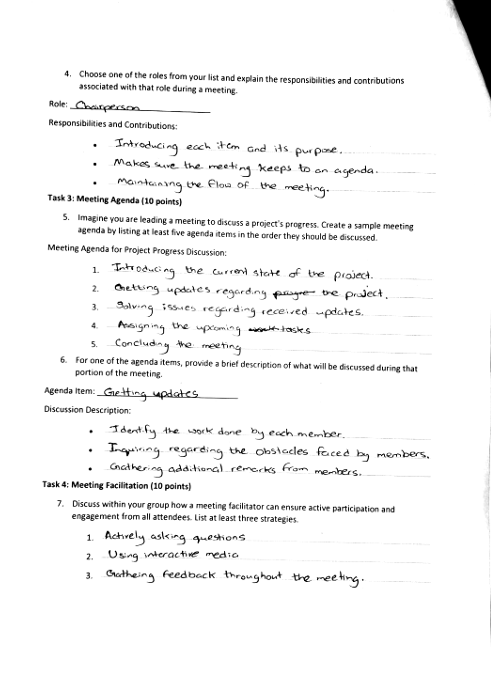 4. Choose one of the roles from your list and explain the responsibilities and contributions
associated with that role during a meeting.
Role: Chairperson
Responsibilities and Contributions:
• Introducing each item and its purpose.
• Makes sure the meeting keeps to an agenda.
• Maintaining the flow of the meeting.
Task 3: Meeting Agenda (10 points)
5. Imagine you are leading a meeting to discuss a project's progress. Create a sample meeting
agenda by listing at least five agenda items in the order they should be discussed.
Meeting Agenda for Project Progress Discussion:
1. Introducing the current state of the project.
2. Getting updates regarding the project.
3. Solving issues regarding received updates.
4. Assigning the upcoming tasks
5. Concluding the meeting
6. For one of the agenda items, provide a brief description of what will be discussed during that
portion of the meeting.
Agenda Item: Getting updates
Discussion Description:
• Identify the work done by each member.
• Inquiring regarding the obstacles faced by members.
• Gathering additional remarks from members.
Task 4: Meeting Facilitation (10 points)
7. Discuss within your group how a meeting facilitator can ensure active participation and
engagement from all attendees. List at least three strategies.
1. Actively asking questions
2. Using interactive media
3. Gatheing feedback throughout the meeting.